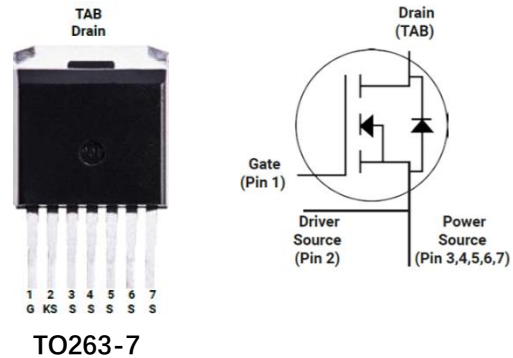 TAB
Drain
1 2 3 4 5 6 7
G KS S S S S S
TO263-7
Drain
(TAB)
Gate
(Pin 1)
Driver
Source
(Pin 2)
Power
Source
(Pin 3,4,5,6,7)